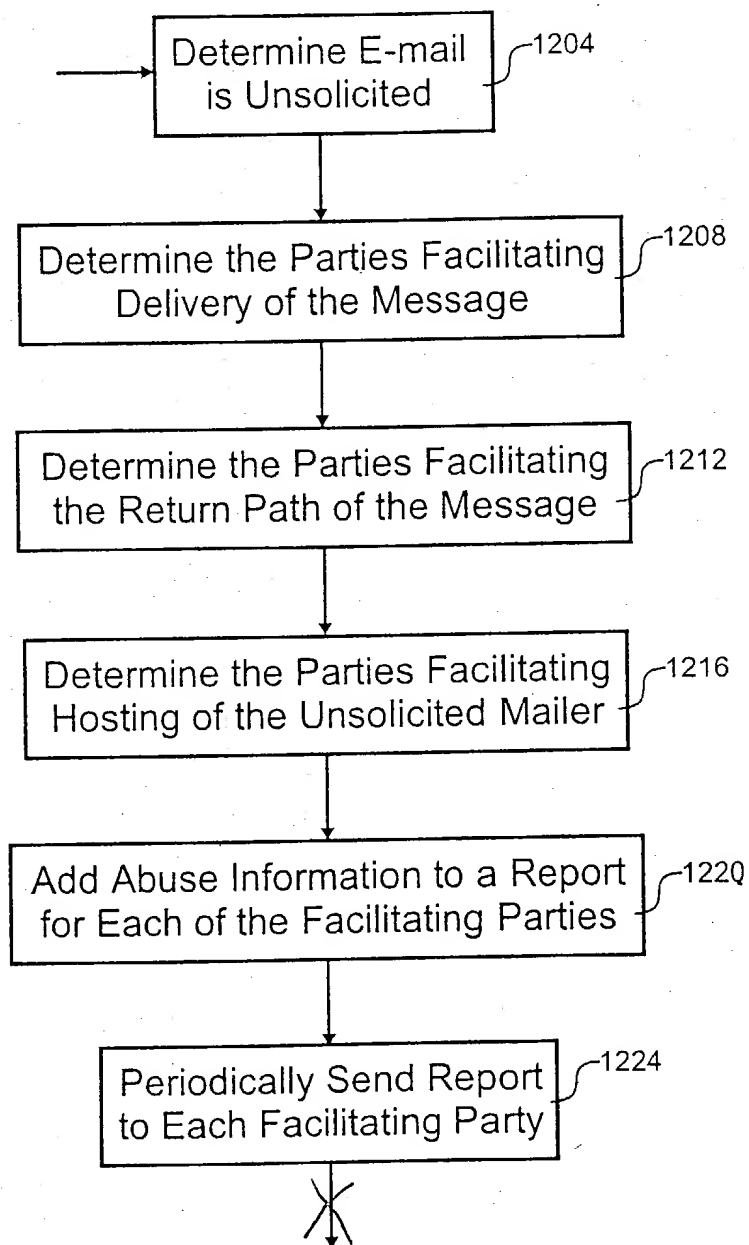 Determine E-mail
is Unsolicited
1204
Determine the Parties Facilitating
Delivery of the Message
1208
Determine the Parties Facilitating
the Return Path of the Message
1212
Determine the Parties Facilitating
Hosting of the Unsolicited Mailer
1216
Add Abuse Information to a Report
for Each of the Facilitating Parties
1220
Periodically Send Report
to Each Facilitating Party
1224